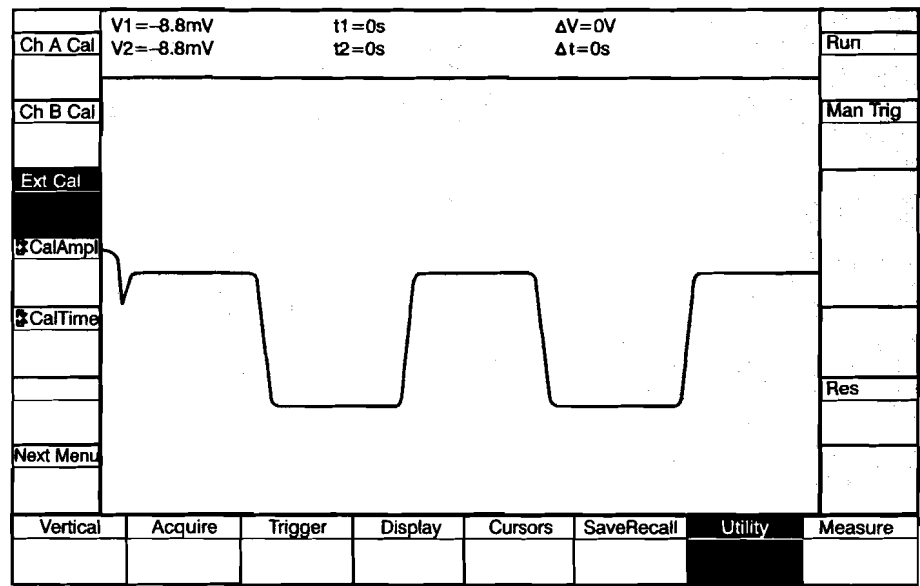 V1=-8.8mV t1=0s ΔV=0V
V2=-8.8mV t2=0s Δt=0s
Ch A Cal
Ch B Cal
Ext Cal
CalAmpl
CalTime
Next Menu
Run
Man Trig
Res
Vertical Acquire Trigger Display Cursors SaveRecall Utility Measure